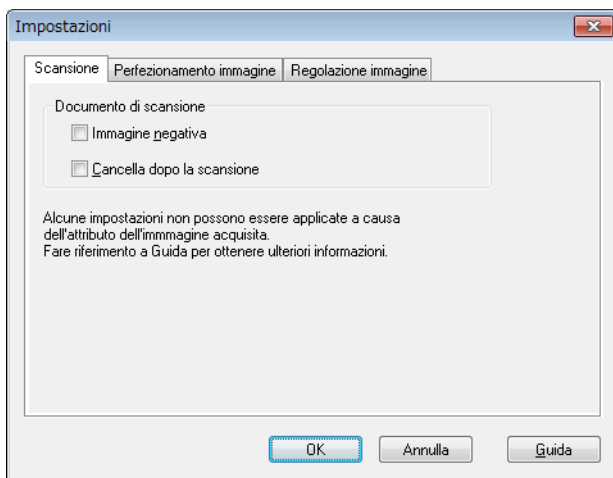 Impostazioni
Scansione Perfezionamento immagine Regolazione immagine
Documento di scansione
Immagine negativa
Cancella dopo la scansione
Alcune impostazioni non possono essere applicate a causa
dell'attributo dell'immmagine acquisita.
Fare riferimento a Guida per ottenere ulteriori informazioni.
OK Annulla Guida